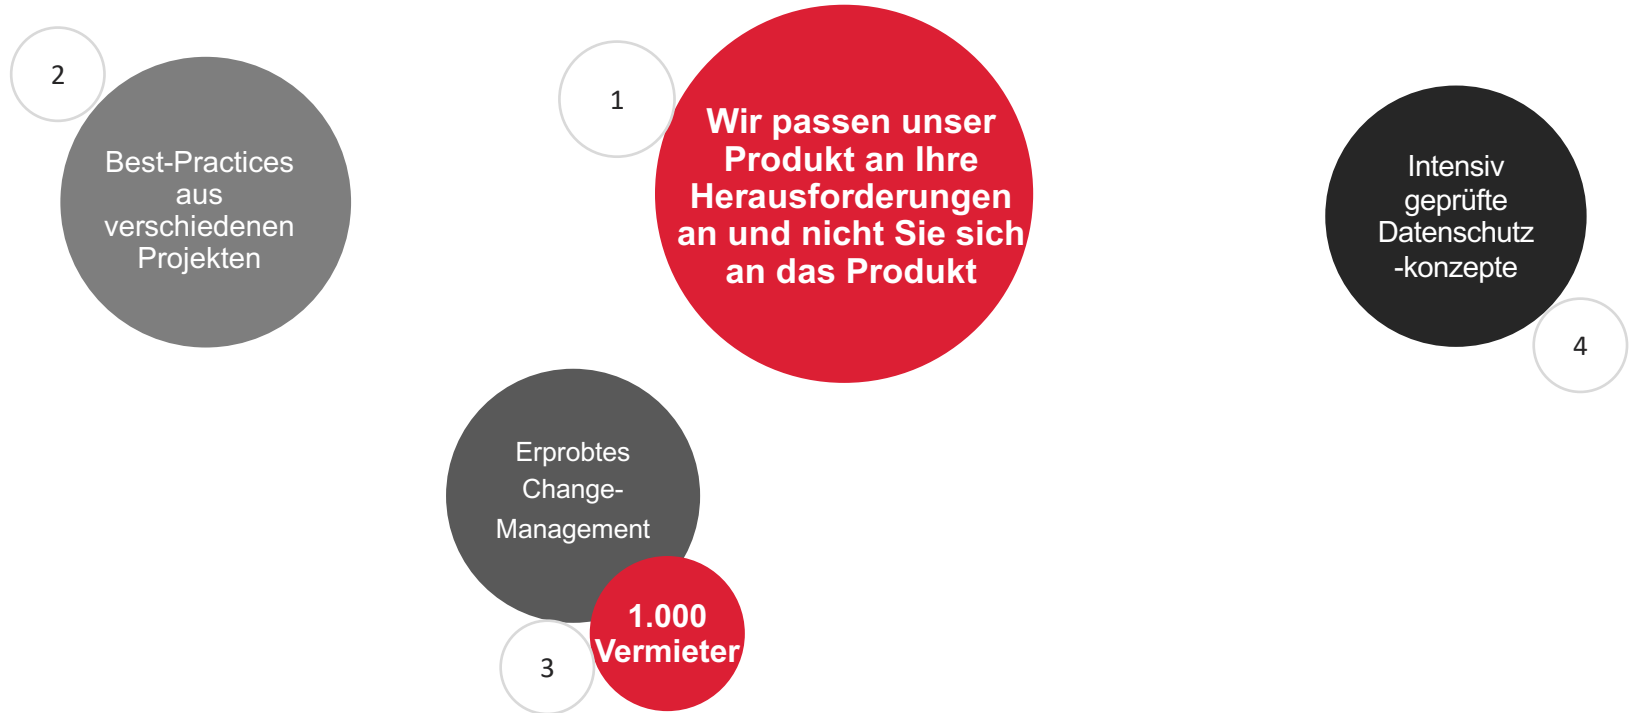 1
Wir passen unser
Produkt an Ihre
Herausforderungen
an und nicht Sie sich
an das Produkt
2
Best-Practices
aus
verschiedenen
Projekten
3
Erprobtes
Change-
Management
1.000
Vermieter
4
Intensiv
geprüfte
Datenschutz
-konzepte